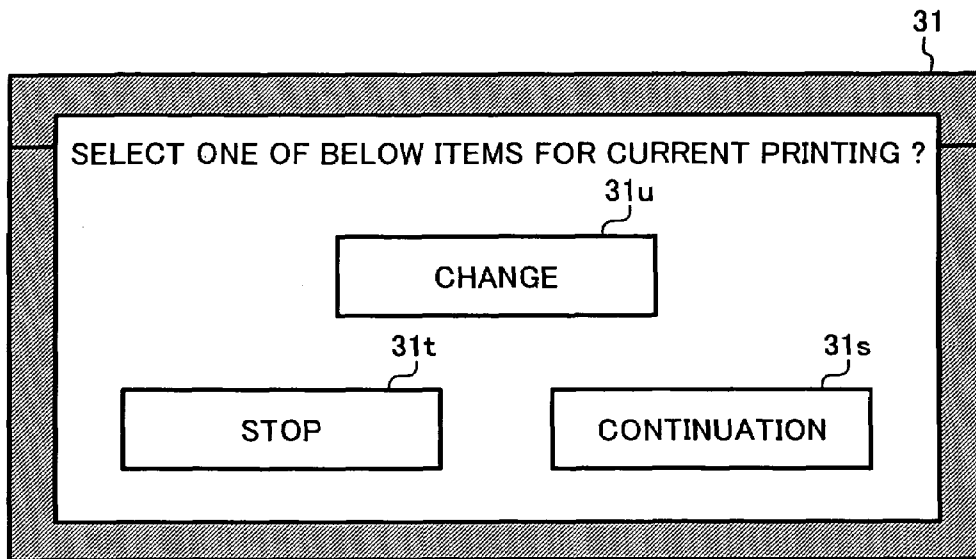 31
SELECT ONE OF BELOW ITEMS FOR CURRENT PRINTING ?
31u
CHANGE
31t
31s
STOP
CONTINUATION